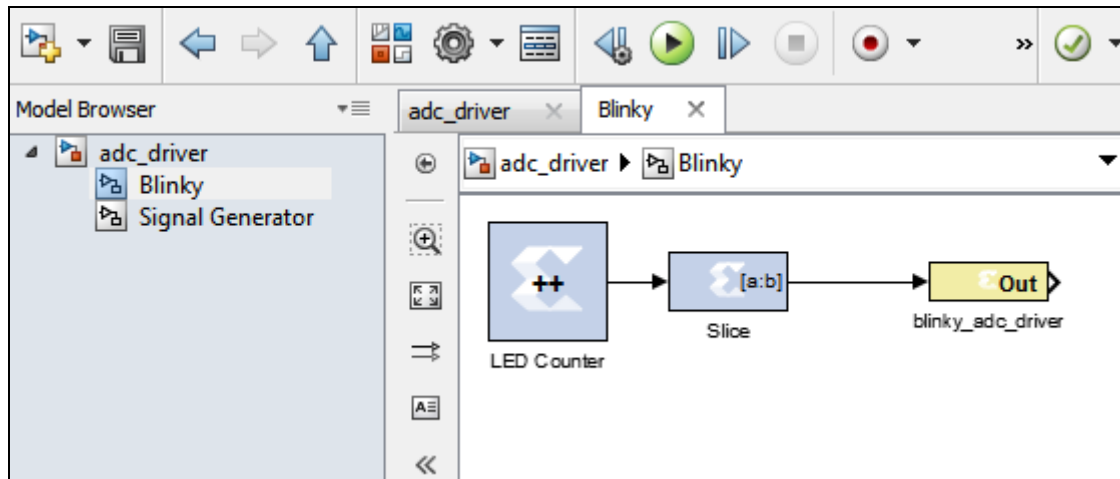 Model Browser
adc_driver
Blinky
adc_driver
Blinky
Signal Generator
adc_driver
Blinky
++
[a:b]
Out
LED Counter
Slice
blinky_adc_driver